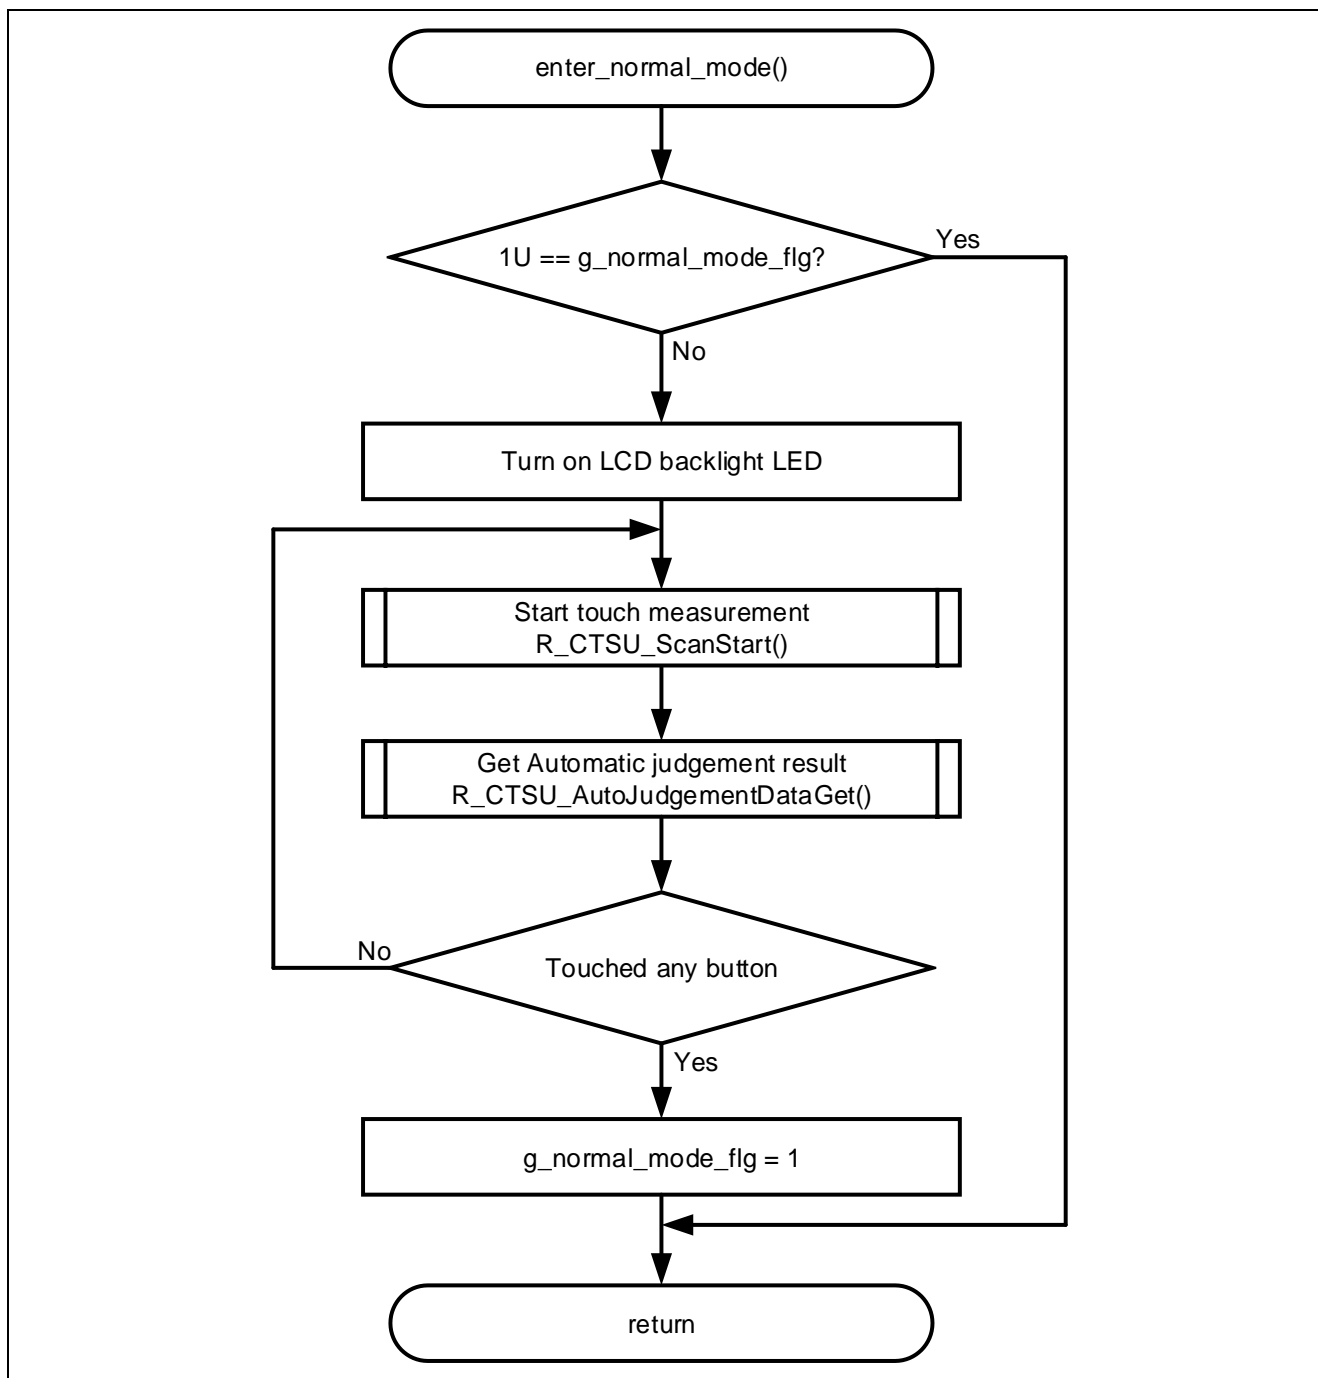 enter_normal_mode()
1U == g_normal_mode_flg?
Yes
No
Turn on LCD backlight LED
Start touch measurement
R_CTSU_ScanStart()
Get Automatic judgement result
R_CTSU_AutoJudgementDataGet()
No
Touched any button
Yes
g_normal_mode_flg = 1
return